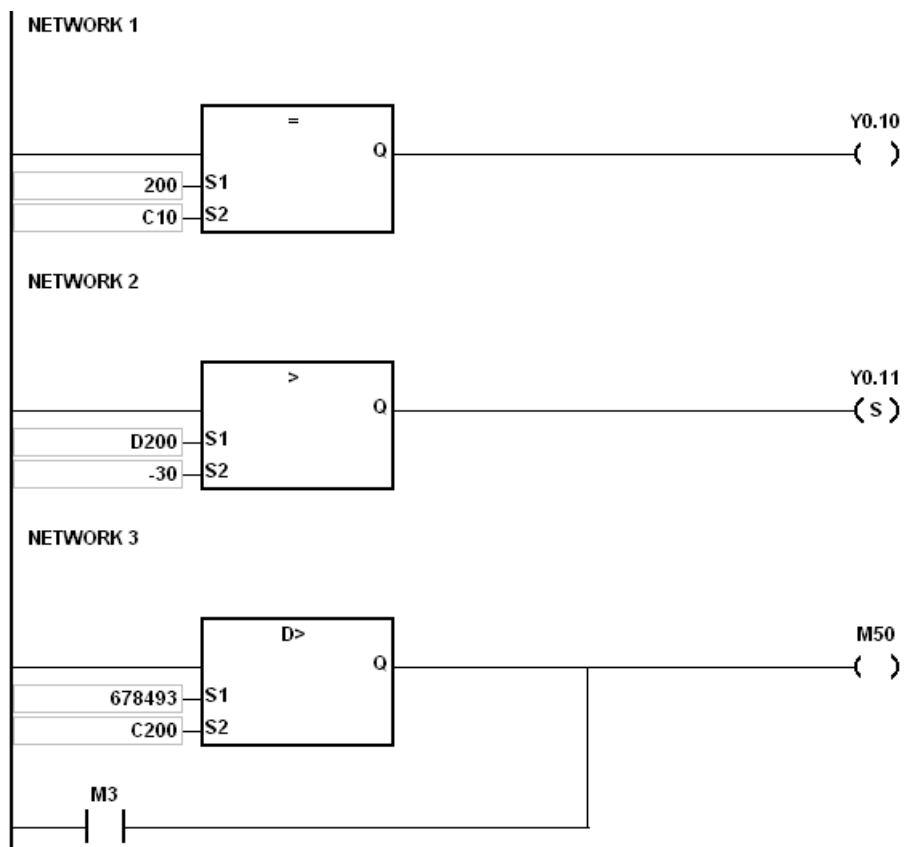 NETWORK 1
=
Y0.10
Q
( )
200 S1
C10 S2
NETWORK 2
>
Y0.11
Q
( S )
D200 S1
-30 S2
NETWORK 3
D>
M50
Q
( )
678493 S1
C200 S2
M3